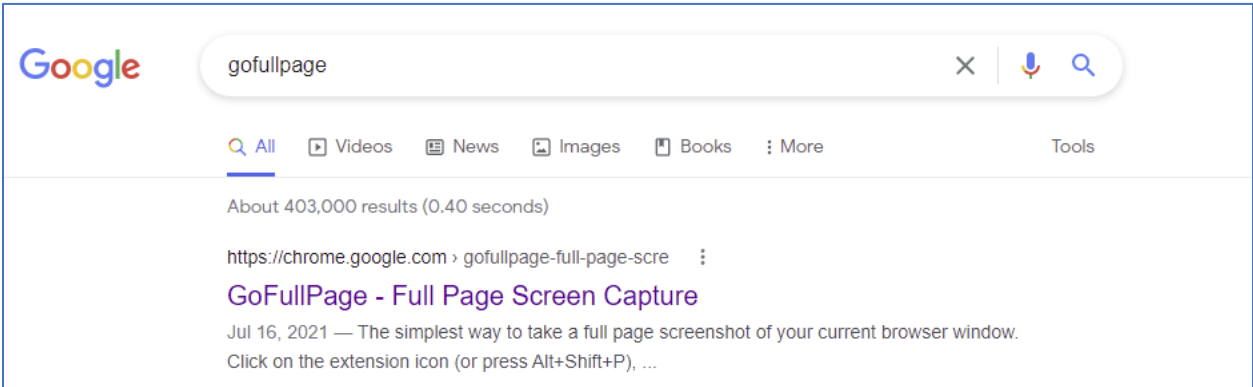 Google
gofullpage
All Videos News Images Books More Tools
About 403,000 results (0.40 seconds)
https://chrome.google.com › gofullpage-full-page-scre
GoFullPage - Full Page Screen Capture
Jul 16, 2021 — The simplest way to take a full page screenshot of your current browser window.
Click on the extension icon (or press Alt+Shift+P), ...